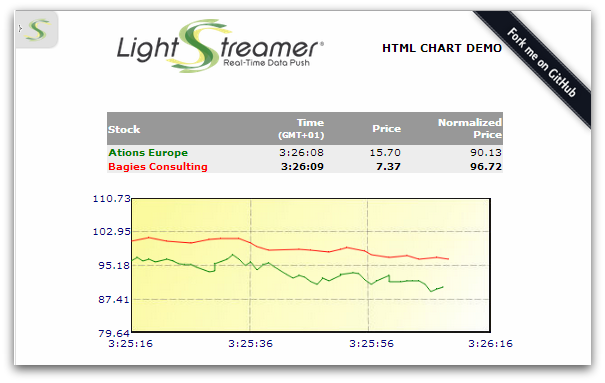 LightStreamer®
Real-Time Data Push
HTML CHART DEMO
Fork me on GitHub
Stock Time (GMT+01) Price Normalized Price
Ations Europe 3:26:08 15.70 90.13
Bagies Consulting 3:26:09 7.37 96.72
110.73
102.95
95.18
87.41
79.64
3:25:16 3:25:36 3:25:56 3:26:16